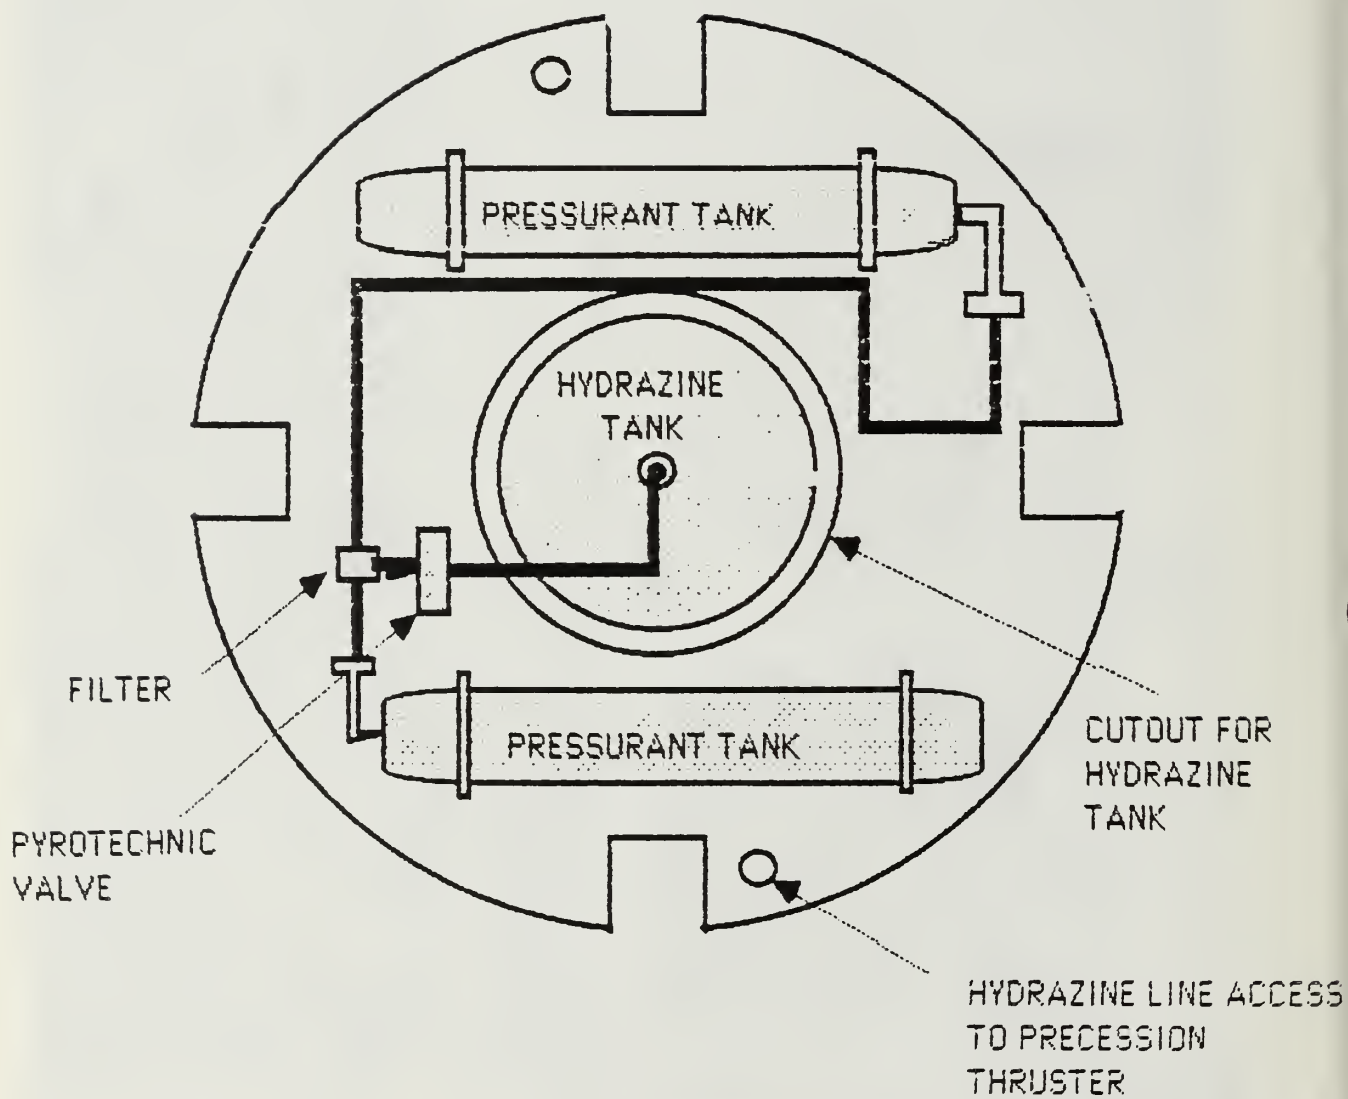 PRESSURANT TANK
HYDRAZINE
TANK
FILTER
PRESSURANT TANK
CUTOUT FOR
HYDRAZINE
TANK
PYROTECHNIC
VALVE
HYDRAZINE LINE ACCESS
TO PRECESSION
THRUSTER